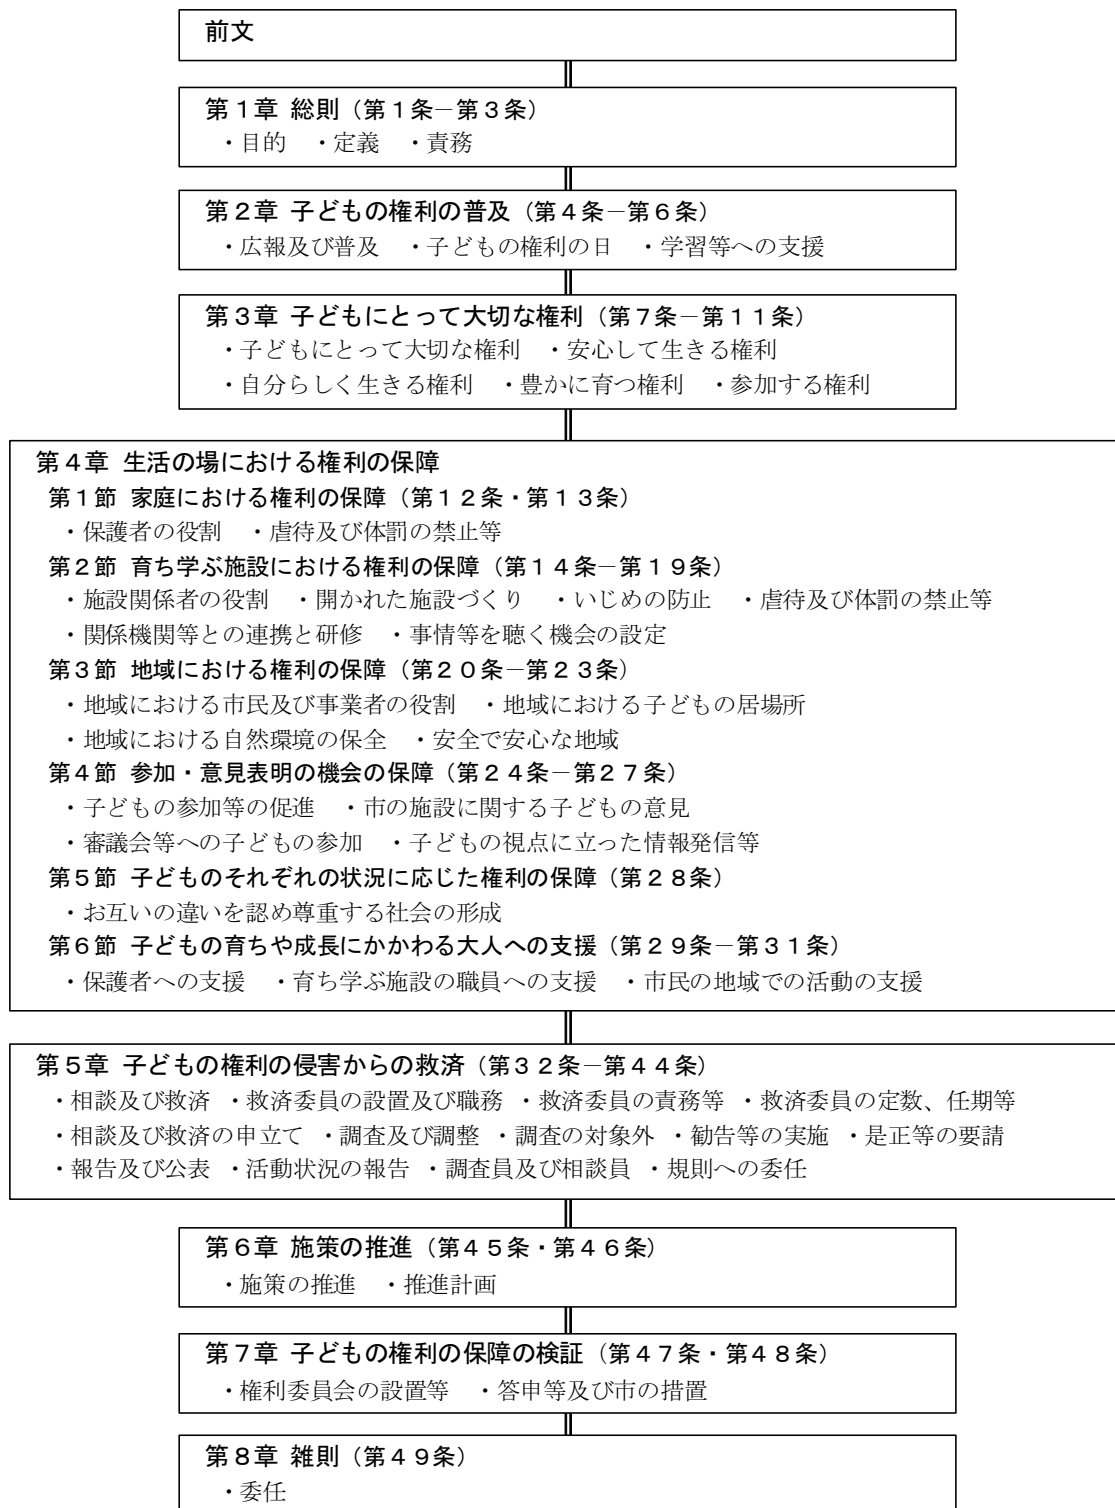 前文
第1章 総則（第1条－第3条）
・目的　・定義　・責務
第2章 子どもの権利の普及（第4条－第6条）
・広報及び普及　・子どもの権利の日　・学習等への支援
第3章 子どもにとって大切な権利（第7条－第11条）
・子どもにとって大切な権利　・安心して生きる権利
・自分らしく生きる権利　・豊かに育つ権利　・参加する権利
第4章 生活の場における権利の保障
第1節 家庭における権利の保障（第12条・第13条）
・保護者の役割　・虐待及び体罰の禁止等
第2節 育ち学ぶ施設における権利の保障（第14条－第19条）
・施設関係者の役割　・開かれた施設づくり　・いじめの防止　・虐待及び体罰の禁止等
・関係機関等との連携と研修　・事情等を聴く機会の設定
第3節 地域における権利の保障（第20条－第23条）
・地域における市民及び事業者の役割　・地域における子どもの居場所
・地域における自然環境の保全　・安全で安心な地域
第4節 参加・意見表明の機会の保障（第24条－第27条）
・子どもの参加等の促進　・市の施設に関する子どもの意見
・審議会等への子どもの参加　・子どもの視点に立った情報発信等
第5節 子どものそれぞれの状況に応じた権利の保障（第28条）
・お互いの違いを認め尊重する社会の形成
第6節 子どもの育ちや成長にかかわる大人への支援（第29条－第31条）
・保護者への支援　・育ち学ぶ施設の職員への支援　・市民の地域での活動の支援
第5章 子どもの権利の侵害からの救済（第32条－第44条）
・相談及び救済 ・救済委員の設置及び職務 ・救済委員の責務等 ・救済委員の定数、任期等
・相談及び救済の申立て ・調査及び調整 ・調査の対象外 ・勧告等の実施 ・是正等の要請
・報告及び公表 ・活動状況の報告 ・調査員及び相談員 ・規則への委任
第6章 施策の推進（第45条・第46条）
・施策の推進　・推進計画
第7章 子どもの権利の保障の検証（第47条・第48条）
・権利委員会の設置等　・答申等及び市の措置
第8章 雑則（第49条）
・委任